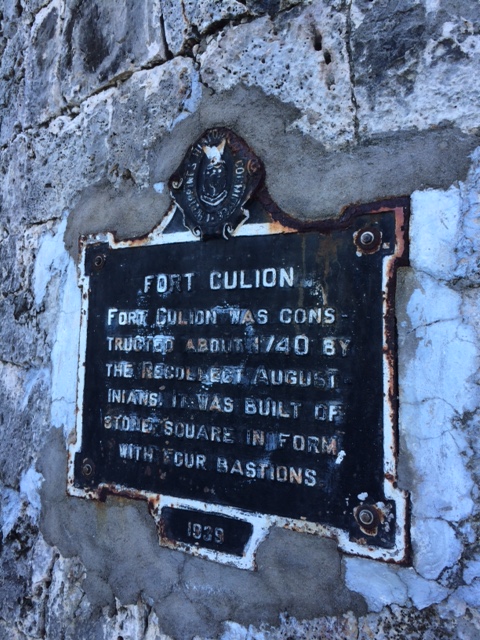 FORT CULION
FORT CULION WAS CONS-
TRUCTED ABOUT 1740 BY
THE RECOLLECT AUGUST-
INIANS. IT WAS BUILT OF
STONE, SQUARE IN FORM
WITH FOUR BASTIONS.
1939